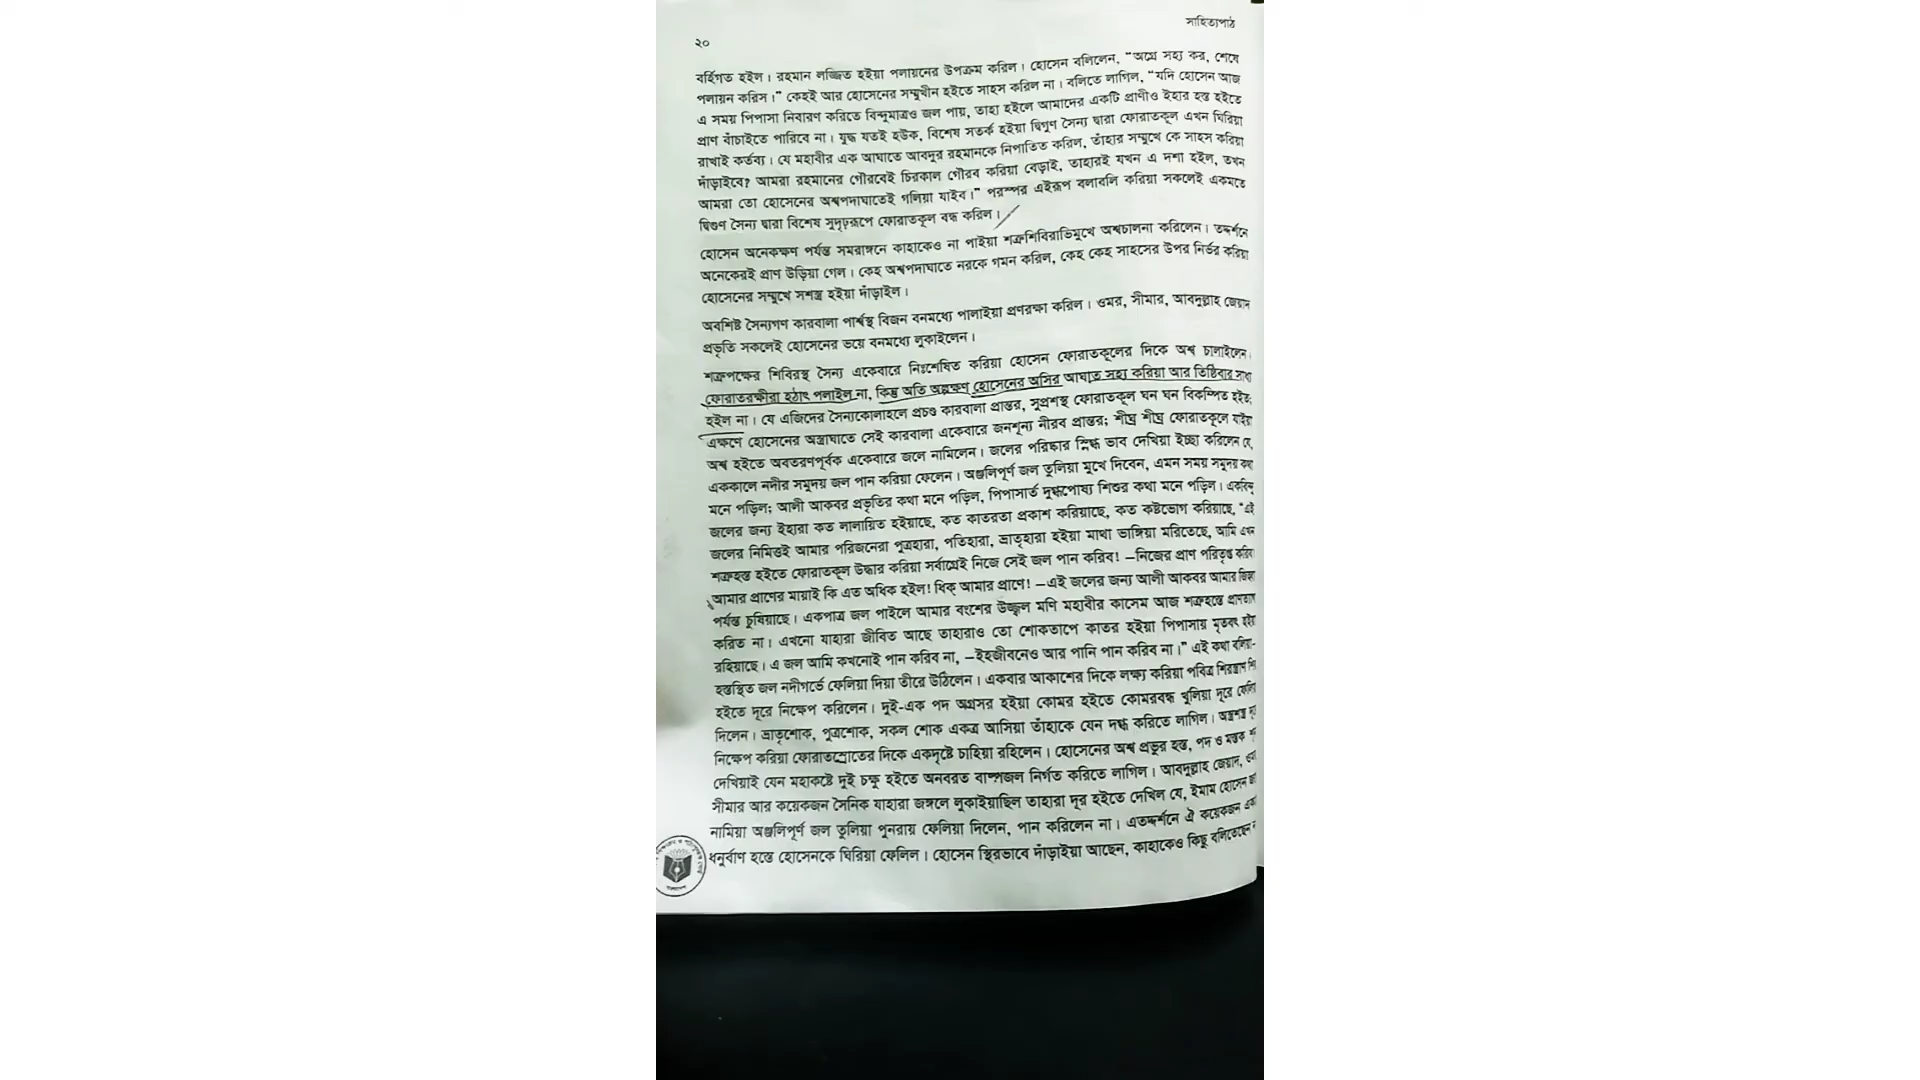 সাহিত্যপাঠ
২০
বর্হিগত হইল। রহমান লজ্জিত হইয়া পলায়নের উপক্রম করিল। হোসেন বলিলেন, “অগ্রে সহ্য কর, শেষে
পলায়ন করিস।” কেহই আর হোসেনের সম্মুখীন হইতে সাহস করিল না। বলিতে লাগিল, “যদি হোসেন আজ
এ সময় পিপাসা নিবারণ করিতে বিন্দুমাত্রও জল পায়, তাহা হইলে আমাদের একটি প্রাণীও ইহার হস্ত হইতে
প্রাণ বাঁচাইতে পারিবে না। যুদ্ধ যতই হউক, বিশেষ সতর্ক হইয়া দ্বিগুণ সৈন্য দ্বারা ফোরাতকূল এখন ঘিরিয়া
রাখাই কর্তব্য। যে মহাবীর এক আঘাতে আবদুর রহমানকে নিপাতিত করিল, তাঁহার সম্মুখে কে সাহস করিয়া
দাঁড়াইবে? আমরা রহমানের গৌরবেই চিরকাল গৌরব করিয়া বেড়াই, তাহারই যখন এ দশা হইল, তখন
আমরা তো হোসেনের অশ্বপদাঘাতেই গলিয়া যাইব।” পরস্পর এইরূপ বলাবলি করিয়া সকলেই একমতে
দ্বিগুণ সৈন্য দ্বারা বিশেষ সুদৃঢ়রূপে ফোরাতকূল বন্ধ করিল।
হোসেন অনেকক্ষণ পর্যন্ত সমরাঙ্গনে কাহাকেও না পাইয়া শত্রুশিবিরাভিমুখে অশ্বচালনা করিলেন। তদ্দর্শনে
অনেকেরই প্রাণ উড়িয়া গেল। কেহ অশ্বপদাঘাতে নরকে গমন করিল, কেহ কেহ সাহসের উপর নির্ভর করিয়া
হোসেনের সম্মুখে সশস্ত্র হইয়া দাঁড়াইল।
অবশিষ্ট সৈন্যগণ কারবালা পার্শ্বস্থ বিজন বনমধ্যে পালাইয়া প্রণরক্ষা করিল। ওমর, সীমার, আবদুল্লাহ জেয়াদ
প্রভৃতি সকলেই হোসেনের ভয়ে বনমধ্যে লুকাইলেন।
শত্রুপক্ষের শিবিরস্থ সৈন্য একেবারে নিঃশেষিত করিয়া হোসেন ফোরাতকূলের দিকে অশ্ব চালাইলেন।
ফোরাতরক্ষীরা হঠাৎ পলাইল না, কিন্তু অতি অল্পক্ষণ হোসেনের অসির আঘাত সহ্য করিয়া আর তিষ্ঠিবার সাধ্য
হইল না। যে এজিদের সৈন্যকোলাহলে প্রচণ্ড কারবালা প্রান্তর, সুপ্রশস্থ ফোরাতকূল ঘন ঘন বিকম্পিত হইত;
এক্ষণে হোসেনের অস্ত্রাঘাতে সেই কারবালা একেবারে জনশূন্য নীরব প্রান্তর; শীঘ্র শীঘ্র ফোরাতকূলে যাইয়া
অশ্ব হইতে অবতরণপূর্বক একেবারে জলে নামিলেন। জলের পরিষ্কার স্নিগ্ধ ভাব দেখিয়া ইচ্ছা করিলেন যে,
এককালে নদীর সমুদয় জল পান করিয়া ফেলেন। অঞ্জলিপূর্ণ জল তুলিয়া মুখে দিবেন, এমন সময় সমুদয় কথা
মনে পড়িল; আলী আকবর প্রভৃতির কথা মনে পড়িল, পিপাসার্ত দুগ্ধপোষ্য শিশুর কথা মনে পড়িল। একবিন্দু
জলের জন্য ইহারা কত লালায়িত হইয়াছে, কত কাতরতা প্রকাশ করিয়াছে, কত কষ্টভোগ করিয়াছে, “এই
জলের নিমিত্তই আমার পরিজনেরা পুত্রহারা, পতিহারা, ভ্রাতৃহারা হইয়া মাথা ভাঙ্গিয়া মরিতেছে, আমি এখন
শত্রুহস্ত হইতে ফোরাতকূল উদ্ধার করিয়া সর্বাগ্রেই নিজে সেই জল পান করিব! –নিজের প্রাণ পরিতৃপ্ত করিব!
আমার প্রাণের মায়াই কি এত অধিক হইল! ধিক্ আমার প্রাণে! –এই জলের জন্য আলী আকবর আমার জিহ্বা
পর্যন্ত চুষিয়াছে। একপাত্র জল পাইলে আমার বংশের উজ্জ্বল মণি মহাবীর কাসেম আজ শত্রুহস্তে প্রাণত্যাগ
করিত না। এখনো যাহারা জীবিত আছে তাহারাও তো শোকতাপে কাতর হইয়া পিপাসায় মৃতবৎ হইয়া
রহিয়াছে। এ জল আমি কখনোই পান করিব না, –ইহজীবনেও আর পানি পান করিব না।” এই কথা বলিয়া-
হস্তস্থিত জল নদীগর্ভে ফেলিয়া দিয়া তীরে উঠিলেন। একবার আকাশের দিকে লক্ষ্য করিয়া পবিত্র শিরস্ত্রাণ
হইতে দূরে নিক্ষেপ করিলেন। দুই-এক পদ অগ্রসর হইয়া কোমর হইতে কোমরবন্ধ খুলিয়া দূরে ফেলিয়া
দিলেন। ভ্রাতৃশোক, পুত্রশোক, সকল শোক একত্র আসিয়া তাঁহাকে যেন দগ্ধ করিতে লাগিল। অস্ত্রশস্ত্র
নিক্ষেপ করিয়া ফোরাতস্রোতের দিকে একদৃষ্টে চাহিয়া রহিলেন। হোসেনের অশ্ব প্রভুর হস্ত, পদ ও মস্তক
দেখিয়াই যেন মহাকষ্টে দুই চক্ষু হইতে অনবরত বাষ্পজল নির্গত করিতে লাগিল। আবদুল্লাহ জেয়াদ,
সীমার আর কয়েকজন সৈনিক যাহারা জঙ্গলে লুকাইয়াছিল তাহারা দূর হইতে দেখিল যে, ইমাম হোসেন
নামিয়া অঞ্জলিপূর্ণ জল তুলিয়া পুনরায় ফেলিয়া দিলেন, পান করিলেন না। এতদ্দর্শনে ঐ কয়েকজন
ধনুর্বাণ হস্তে হোসেনকে ঘিরিয়া ফেলিল। হোসেন স্থিরভাবে দাঁড়াইয়া আছেন, কাহাকেও কিছু বলিতেছেন